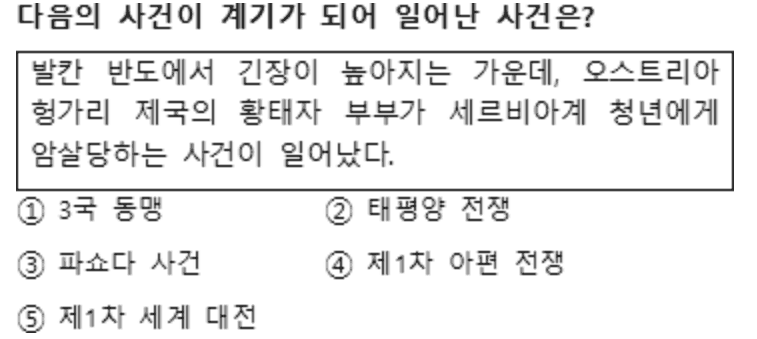 다음의 사건이 계기가 되어 일어난 사건은?
발칸 반도에서 긴장이 높아지는 가운데, 오스트리아
헝가리 제국의 황태자 부부가 세르비아계 청년에게
암살당하는 사건이 일어났다.
① 3국 동맹 ② 태평양 전쟁
③ 파쇼다 사건 ④ 제1차 아편 전쟁
⑤ 제1차 세계 대전